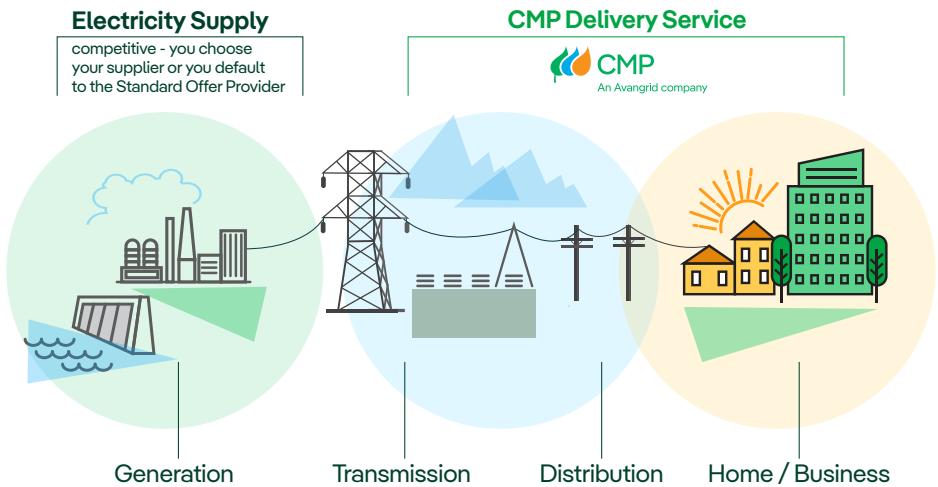 Electricity Supply
competitive - you choose
your supplier or you default
to the Standard Offer Provider
CMP Delivery Service
CMP
An Avangrid company
Generation
Transmission
Distribution
Home / Business